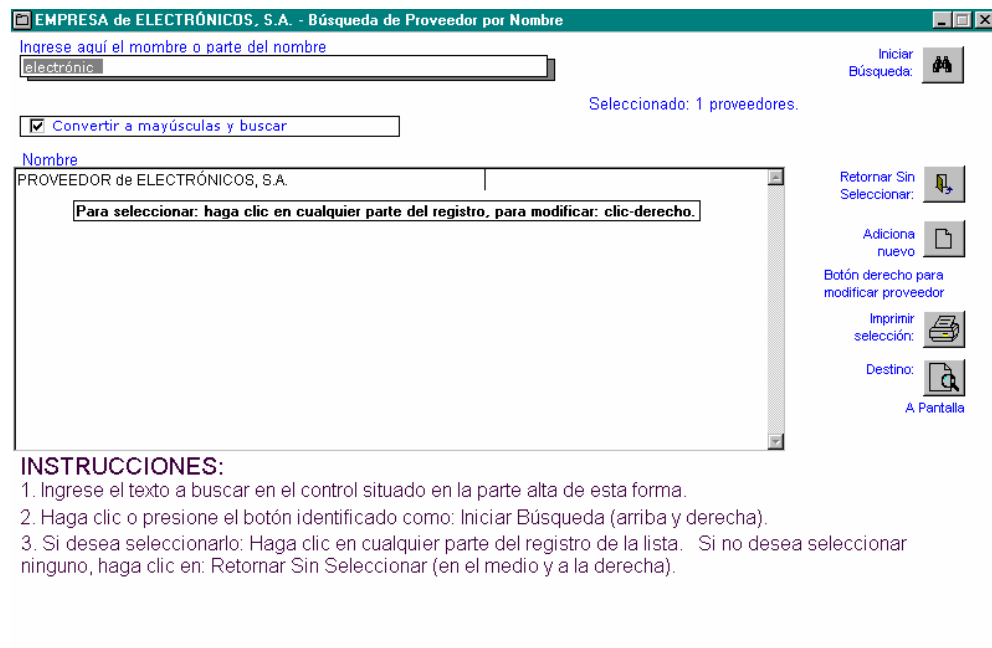 EMPRESA de ELECTRÓNICOS, S.A. - Búsqueda de Proveedor por Nombre
Ingrese aquí el mombre o parte del nombre
electrónic
Iniciar
Búsqueda:
Seleccionado: 1 proveedores.
Convertir a mayúsculas y buscar
Nombre
PROVEEDOR de ELECTRÓNICOS, S.A.
Para seleccionar: haga clic en cualquier parte del registro, para modificar: clic-derecho.
Retornar Sin
Seleccionar:
Adiciona
nuevo
Botón derecho para
modificar proveedor
Imprimir
selección:
Destino:
A Pantalla
INSTRUCCIONES:
1. Ingrese el texto a buscar en el control situado en la parte alta de esta forma.
2. Haga clic o presione el botón identificado como: Iniciar Búsqueda (arriba y derecha).
3. Si desea seleccionarlo: Haga clic en cualquier parte del registro de la lista. Si no desea seleccionar
ninguno, haga clic en: Retornar Sin Seleccionar (en el medio y a la derecha).